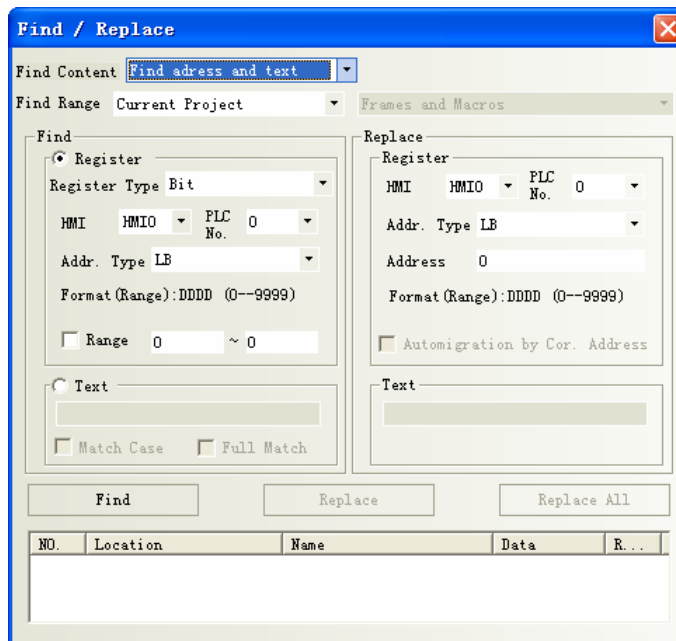 Find / Replace
Find Content Find adress and text
Find Range Current Project Frames and Macros
Find
Register
Register Type Bit
HMI HMI0 PLC No. 0
Addr. Type LB
Format(Range):DDDD (0--9999)
Range 0 ~ 0
Text
Match Case Full Match
Replace
Register
HMI HMI0 PLC No. 0
Addr. Type LB
Address 0
Format(Range):DDDD (0--9999)
Automigration by Cor. Address
Text
Find Replace Replace All
NO. Location Name Data R...